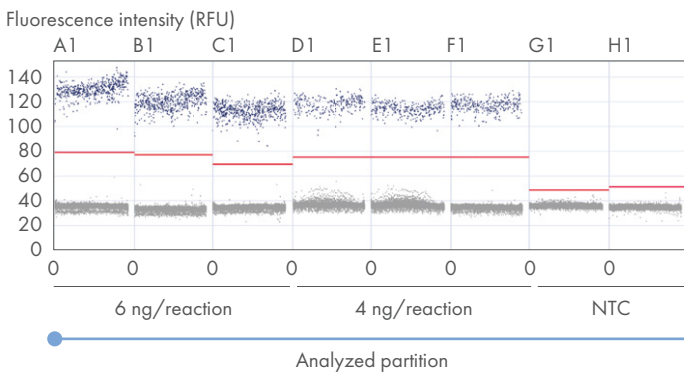 Fluorescence intensity (RFU)
A1 B1 C1 D1 E1 F1 G1 H1
140
120
100
80
60
40
20
0
0 0 0 0 0 0 0 0
6 ng/reaction 4 ng/reaction NTC
Analyzed partition